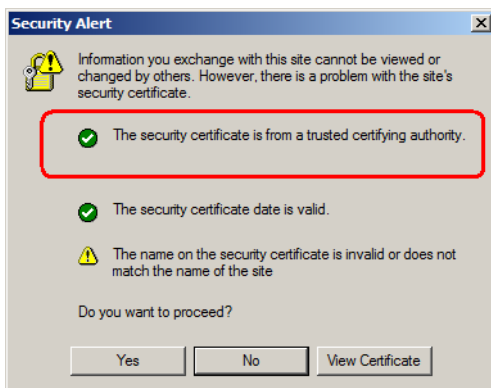 Security Alert
Information you exchange with this site cannot be viewed or
changed by others. However, there is a problem with the site's
security certificate.
The security certificate is from a trusted certifying authority.
The security certificate date is valid.
The name on the security certificate is invalid or does not
match the name of the site
Do you want to proceed?
Yes
No
View Certificate